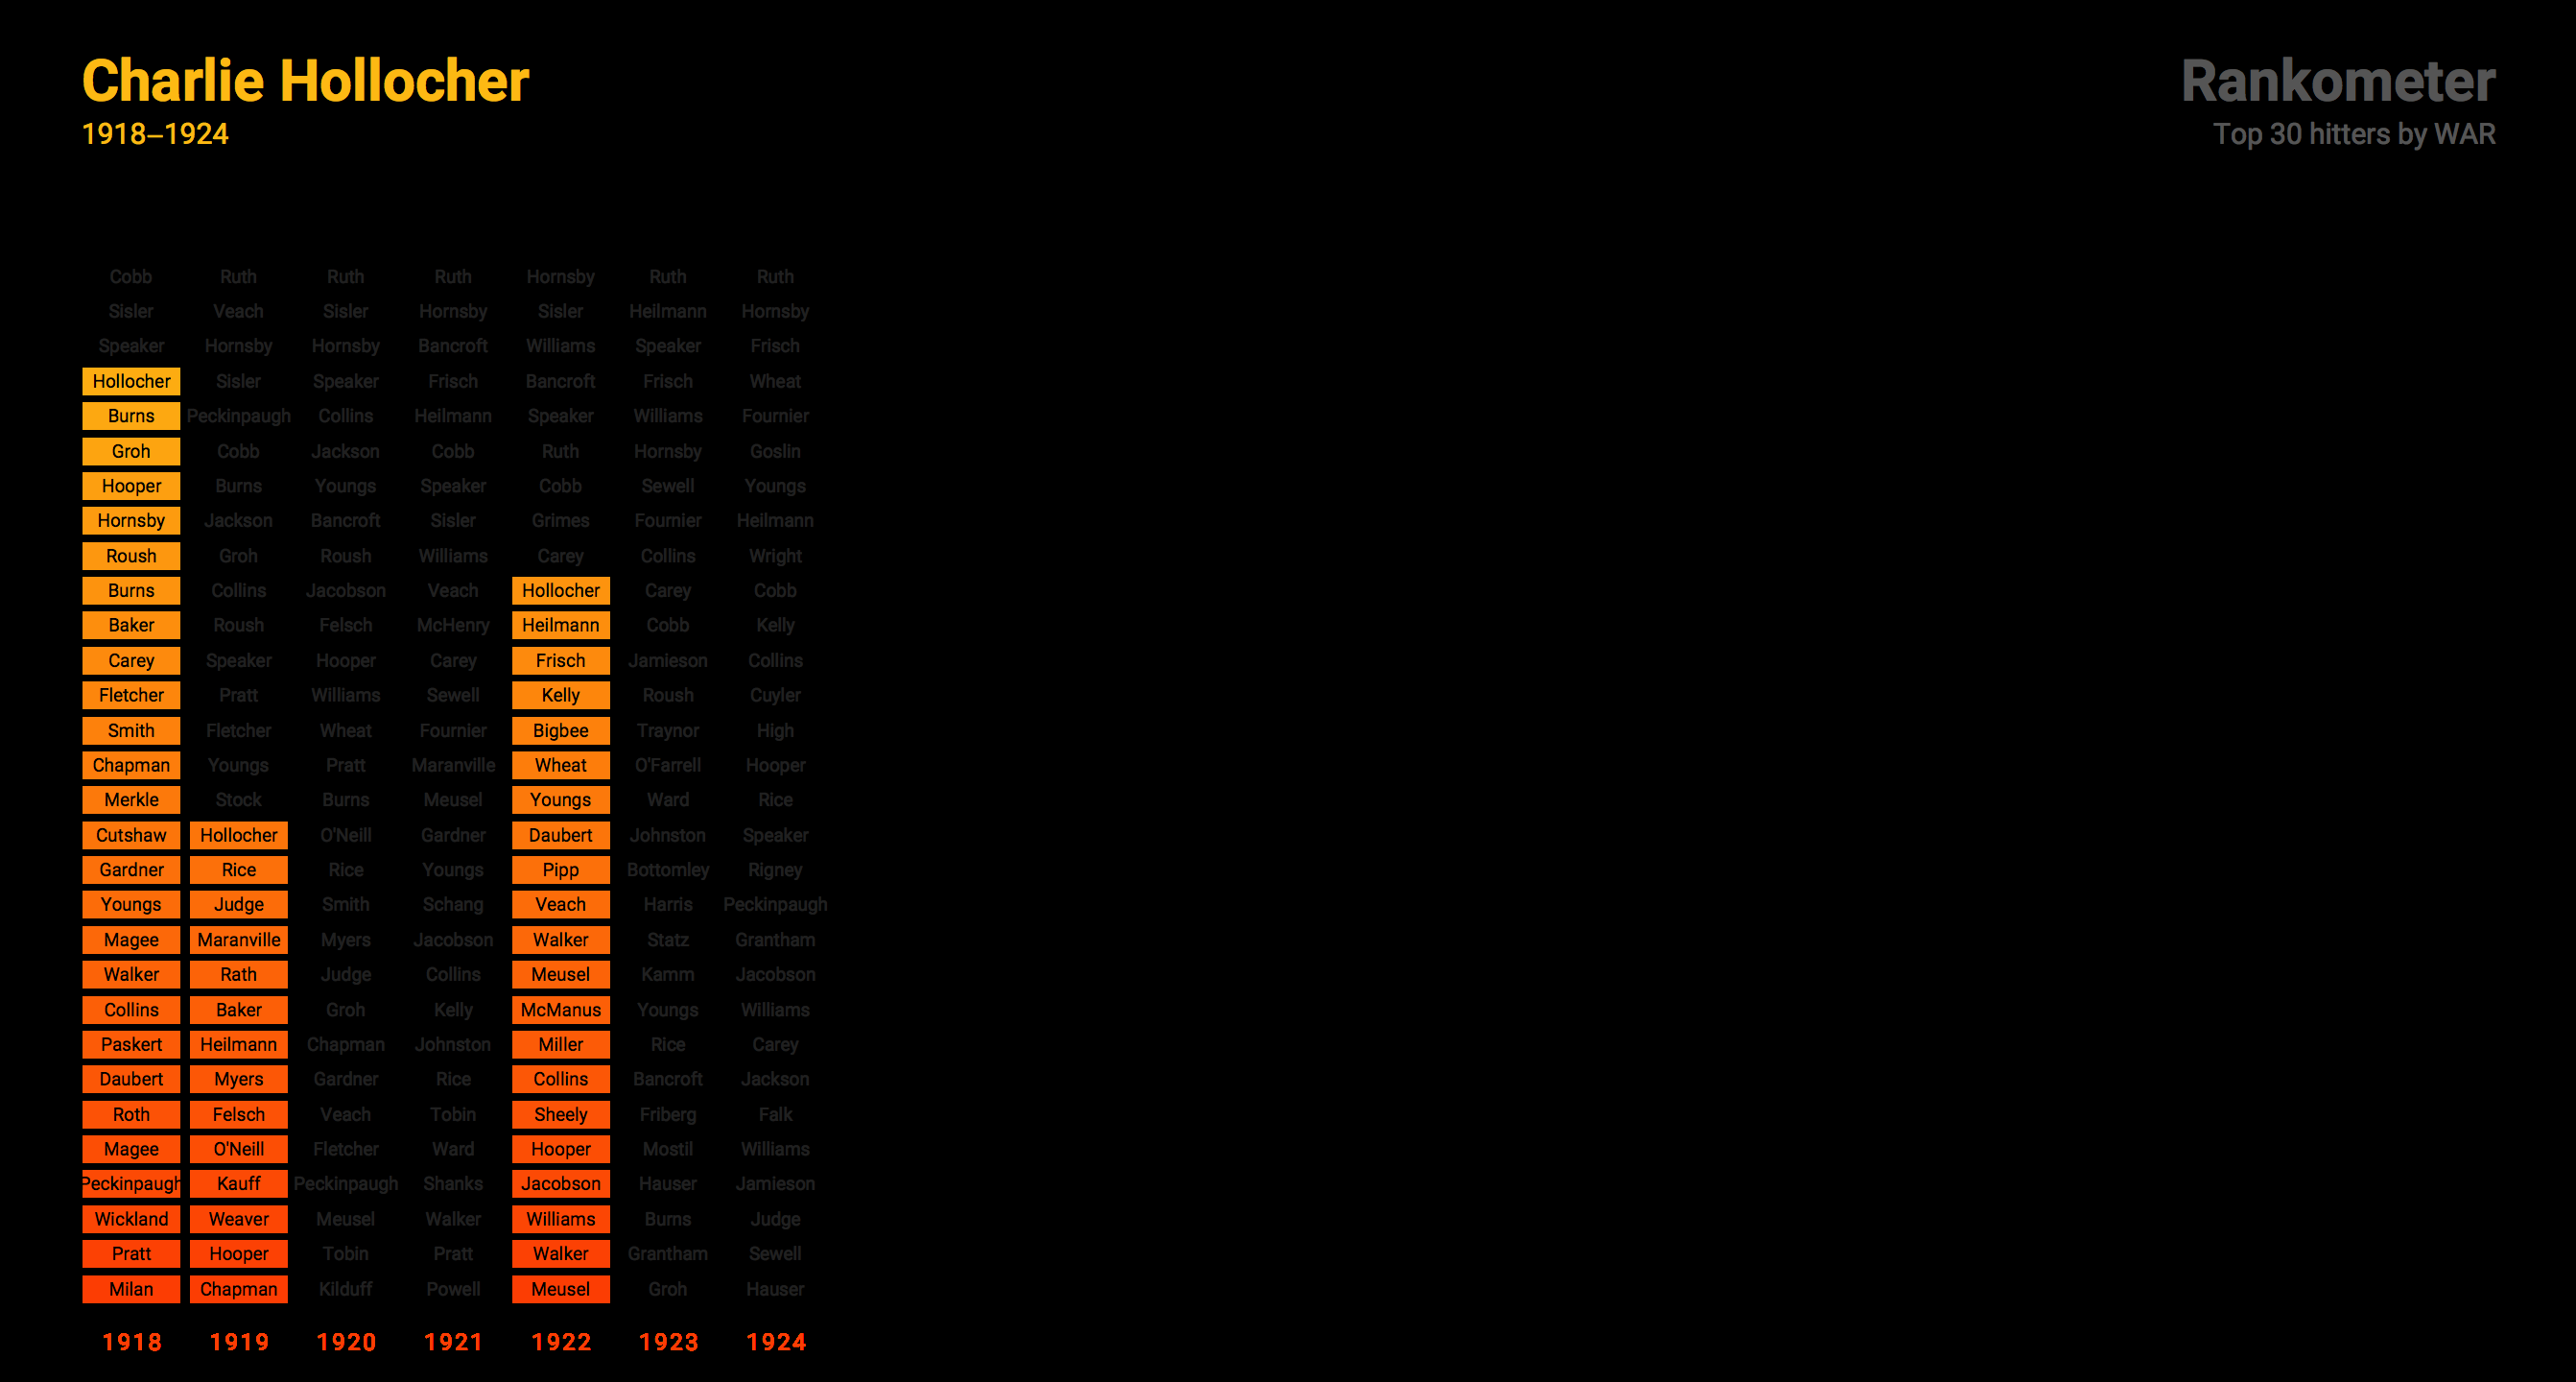 Charlie Hollocher
1918–1924
Rankometer
Top 30 hitters by WAR
Cobb Ruth Ruth Ruth Hornsby Ruth Ruth
Sisler Veach Sisler Hornsby Sisler Heilmann Hornsby
Speaker Hornsby Hornsby Bancroft Williams Speaker Frisch
Hollocher Sisler Speaker Frisch Bancroft Frisch Wheat
Burns Peckinpaugh Collins Heilmann Speaker Williams Fournier
Groh Cobb Jackson Cobb Ruth Hornsby Goslin
Hooper Burns Youngs Speaker Cobb Sewell Youngs
Hornsby Jackson Bancroft Sisler Grimes Fournier Heilmann
Roush Groh Roush Williams Carey Collins Wright
Burns Collins Jacobson Veach Hollocher Carey Cobb
Baker Roush Felsch McHenry Heilmann Cobb Kelly
Carey Speaker Hooper Carey Frisch Jamieson Collins
Fletcher Pratt Williams Sewell Kelly Roush Cuyler
Smith Fletcher Wheat Fournier Bigbee Traynor High
Chapman Youngs Pratt Maranville Wheat O'Farrell Hooper
Merkle Stock Burns Meusel Youngs Ward Rice
Cutshaw Hollocher O'Neill Gardner Daubert Johnston Speaker
Gardner Rice Rice Youngs Pipp Bottomley Rigney
Youngs Judge Smith Schang Veach Harris Peckinpaugh
Magee Maranville Myers Jacobson Walker Statz Grantham
Walker Rath Judge Collins Meusel Kamm Jacobson
Collins Baker Groh Kelly McManus Youngs Williams
Paskert Heilmann Chapman Johnston Miller Rice Carey
Daubert Myers Gardner Rice Collins Bancroft Jackson
Roth Felsch Veach Tobin Sheely Friberg Falk
Magee O'Neill Fletcher Ward Hooper Mostil Williams
Peckinpaugh Kauff Peckinpaugh Shanks Jacobson Hauser Jamieson
Wickland Weaver Meusel Walker Williams Burns Judge
Pratt Hooper Tobin Pratt Walker Grantham Sewell
Milan Chapman Kilduff Powell Meusel Groh Hauser
1918 1919 1920 1921 1922 1923 1924